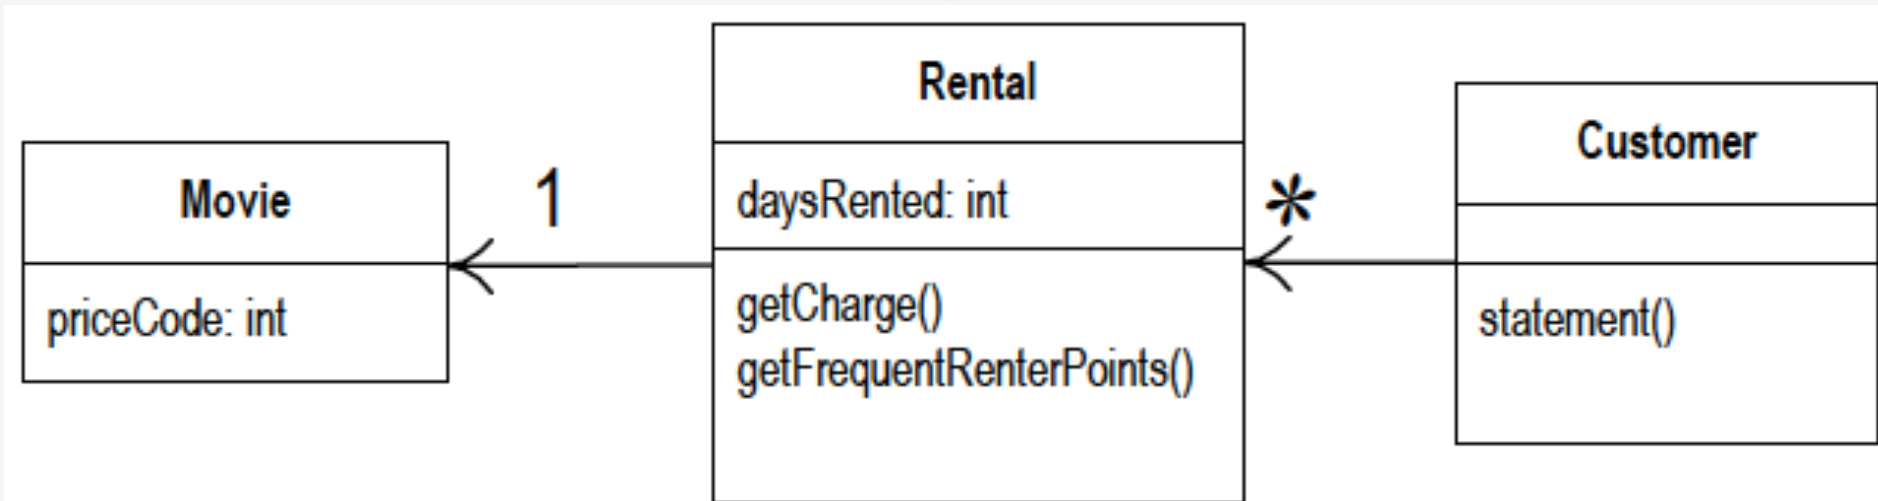 Movie
priceCode: int
1
Rental
daysRented: int
getCharge()
getFrequentRenterPoints()
*
Customer
statement()